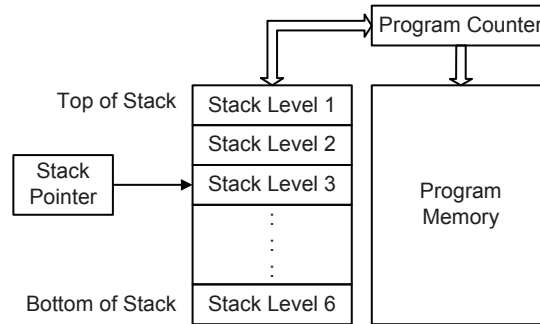 Program Counter
Top of Stack
Stack Level 1
Stack Level 2
Stack
Pointer
Stack Level 3
Program
Memory
:
:
:
Bottom of Stack
Stack Level 6